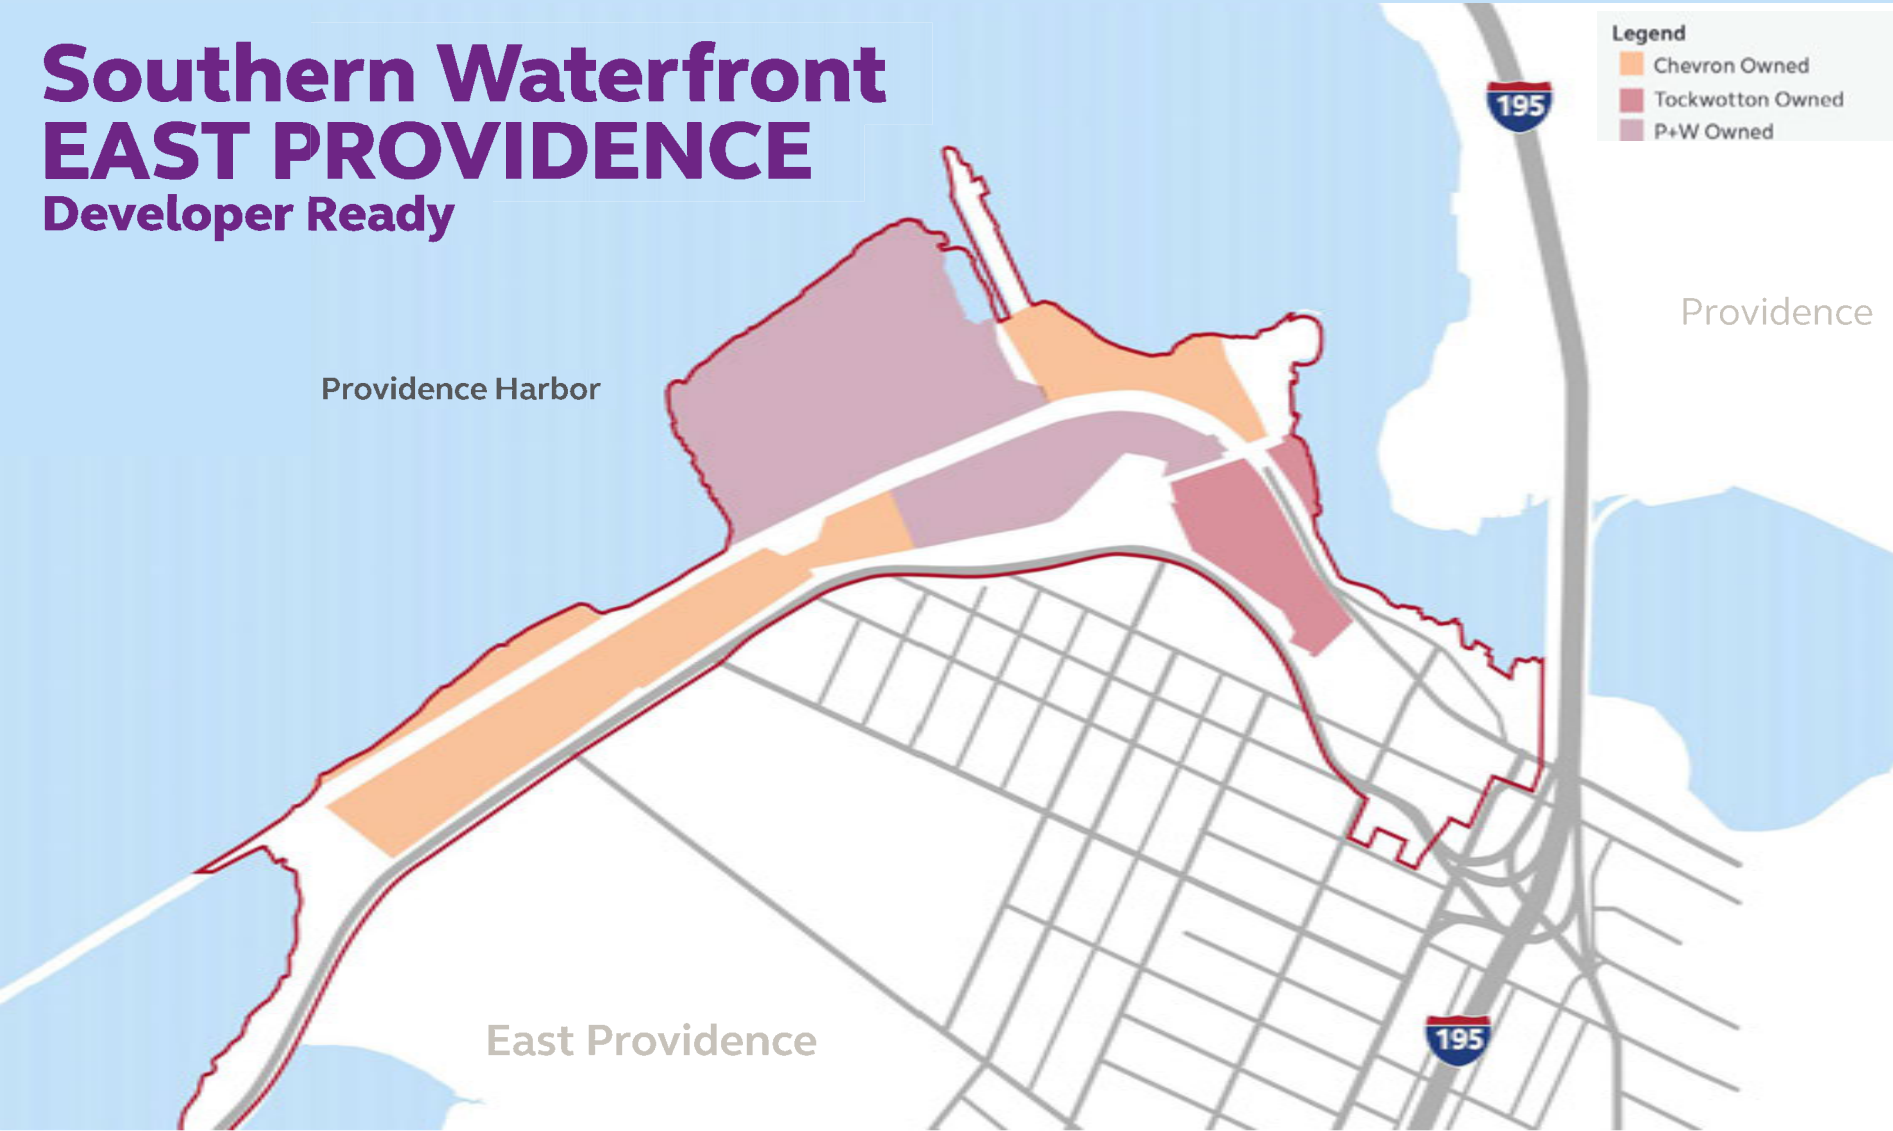 Southern Waterfront
EAST PROVIDENCE
Developer Ready
Legend
Chevron Owned
Tockwotton Owned
P+W Owned
195
Providence
Providence Harbor
East Providence
195